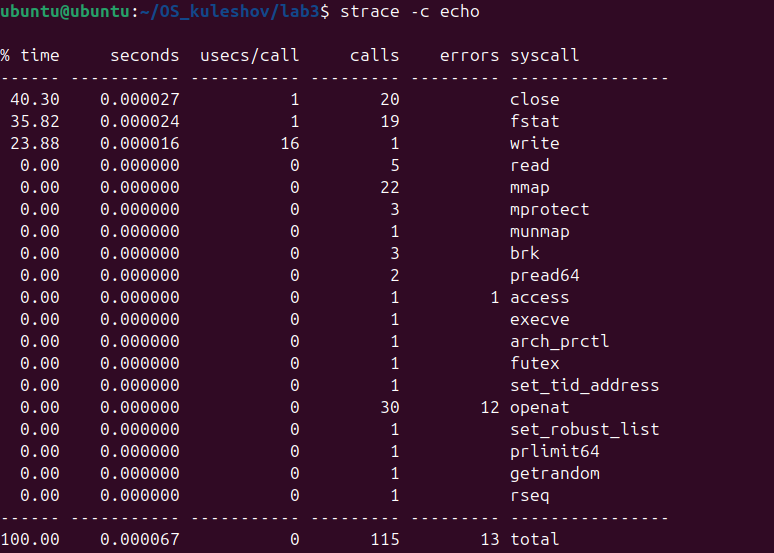 ubuntu@ubuntu:~/OS_kuleshov/lab3$ strace -c echo
% time     seconds  usecs/call     calls    errors syscall
------ ----------- ----------- --------- --------- ----------------
 40.30    0.000027           1        20           close
 35.82    0.000024           1        19           fstat
 23.88    0.000016          16         1           write
  0.00    0.000000           0         5           read
  0.00    0.000000           0        22           mmap
  0.00    0.000000           0         3           mprotect
  0.00    0.000000           0         1           munmap
  0.00    0.000000           0         3           brk
  0.00    0.000000           0         2           pread64
  0.00    0.000000           0         1         1 access
  0.00    0.000000           0         1           execve
  0.00    0.000000           0         1           arch_prctl
  0.00    0.000000           0         1           futex
  0.00    0.000000           0         1           set_tid_address
  0.00    0.000000           0        30        12 openat
  0.00    0.000000           0         1           set_robust_list
  0.00    0.000000           0         1           prlimit64
  0.00    0.000000           0         1           getrandom
  0.00    0.000000           0         1           rseq
------ ----------- ----------- --------- --------- ----------------
100.00    0.000067           0       115        13 total